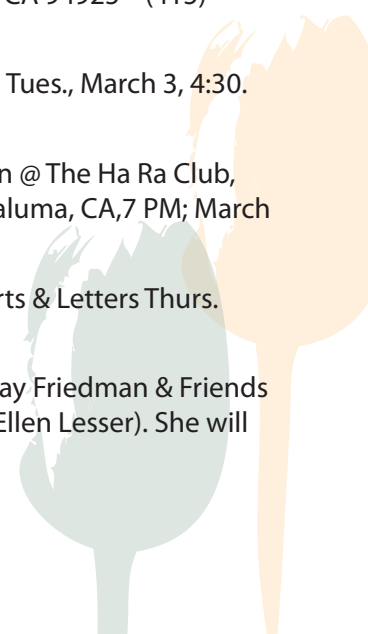 CA 94925 (415)
Tues., March 3, 4:30.
n @ The Ha Ra Club,
aluma, CA,7 PM; March
rts & Letters Thurs.
ay Friedman & Friends
Ellen Lesser). She will